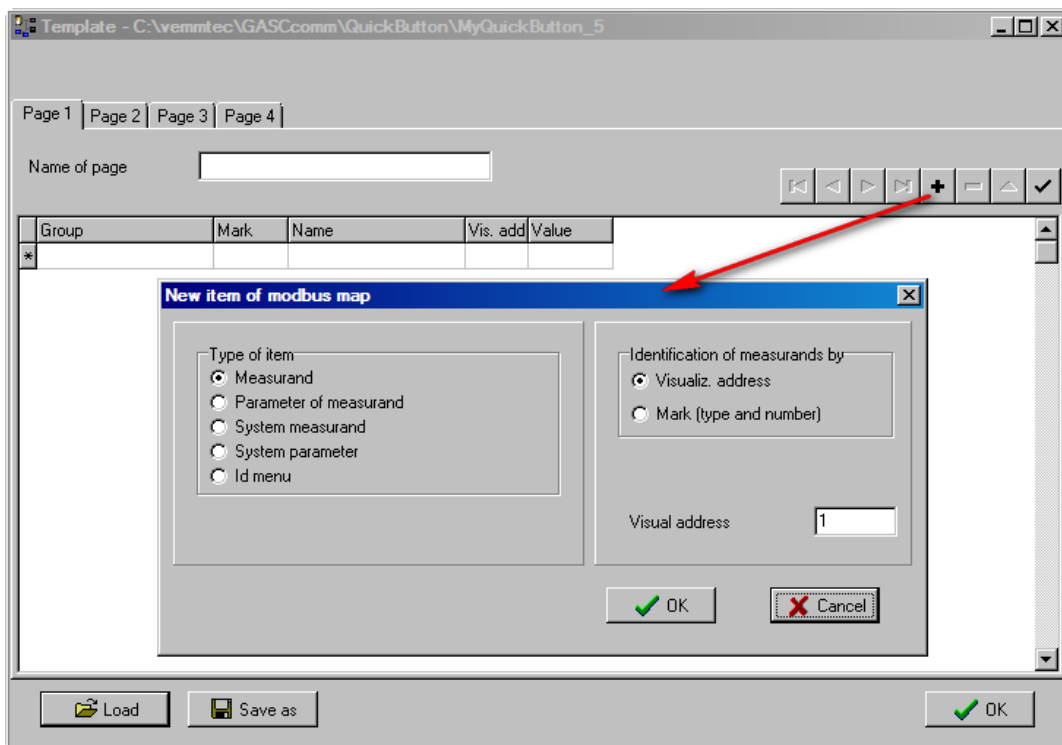 Template - C:\vemmtec\GASCcomm\QuickButton\MyQuickButton_5
Page 1 Page 2 Page 3 Page 4
Name of page
Group Mark Name Vis. add Value
*
New item of modbus map
Type of item
Measurand
Parameter of measurand
System measurand
System parameter
Id menu
Identification of measurands by
Visualiz. address
Mark (type and number)
Visual address 1
OK Cancel
Load Save as OK